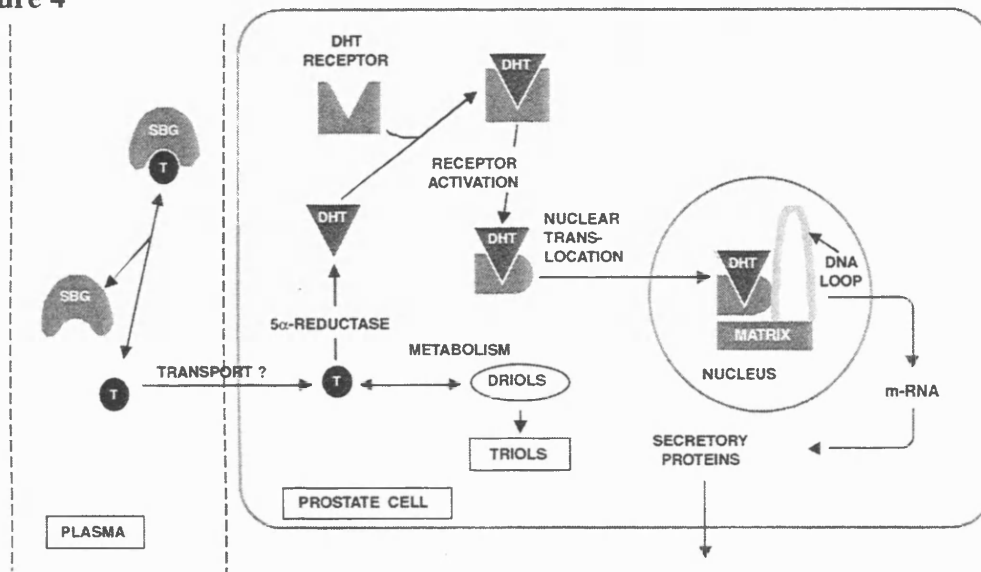 ure 4
DHT
RECEPTOR
DHT
SBG
T
RECEPTOR
ACTIVATION
DHT
DHT
NUCLEAR
TRANS-
LOCATION
DHT
DNA
LOOP
SBG
5α-REDUCTASE
MATRIX
METABOLISM
TRANSPORT ?
NUCLEUS
T
T
DRIOLS
m-RNA
TRIOLS
SECRETORY
PROTEINS
PROSTATE CELL
PLASMA